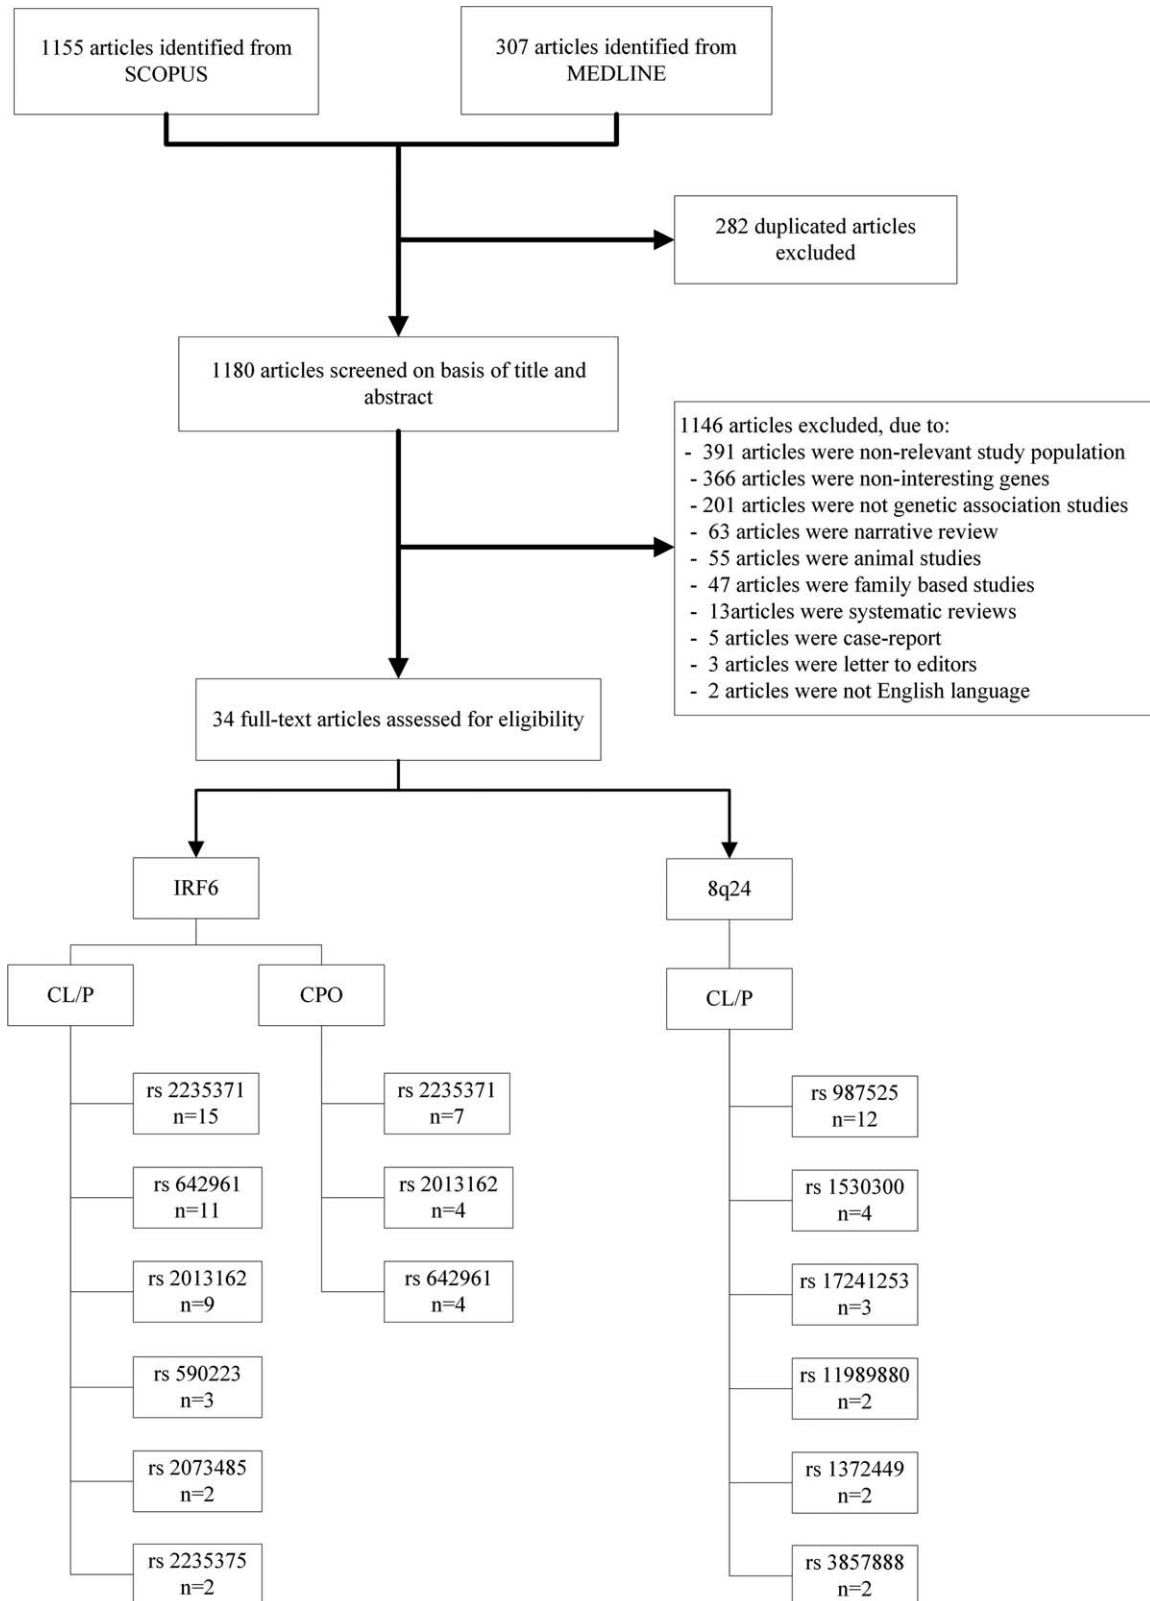 1155 articles identified from
SCOPUS
307 articles identified from
MEDLINE
282 duplicated articles
excluded
1180 articles screened on basis of title and
abstract
1146 articles excluded, due to:
- 391 articles were non-relevant study population
- 366 articles were non-interesting genes
- 201 articles were not genetic association studies
- 63 articles were narrative review
- 55 articles were animal studies
- 47 articles were family based studies
- 13articles were systematic reviews
- 5 articles were case-report
- 3 articles were letter to editors
- 2 articles were not English language
34 full-text articles assessed for eligibility
IRF6
CL/P
rs 2235371
n=15
rs 642961
n=11
rs 2013162
n=9
rs 590223
n=3
rs 2073485
n=2
rs 2235375
n=2
CPO
rs 2235371
n=7
rs 2013162
n=4
rs 642961
n=4
8q24
CL/P
rs 987525
n=12
rs 1530300
n=4
rs 17241253
n=3
rs 11989880
n=2
rs 1372449
n=2
rs 3857888
n=2